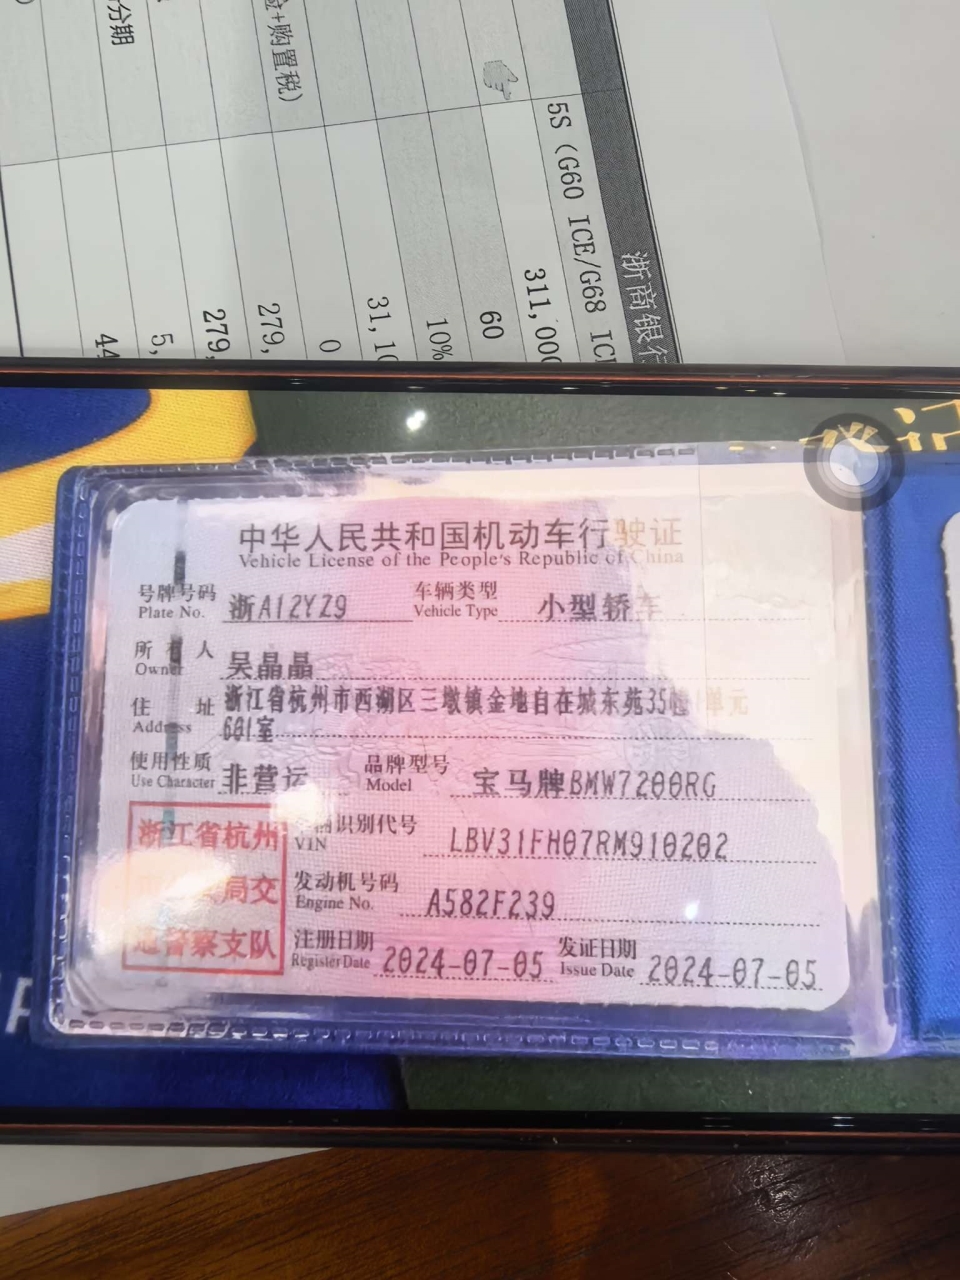 分期
+购置税)
5S (G60 ICE/G68 IC
浙商银行
311,000
60
10%
31,10
0
279,
279,
5,
44
中华人民共和国机动车行驶证
Vehicle License of the People's Republic of China
号牌号码 浙A12YZ9 车辆类型 小型轿车
Plate No. Vehicle Type
所有人 吴晶晶
Owner
住址 浙江省杭州市西湖区三墩镇金地自在城东苑35幢1单元
Address 601室
使用性质 非营运 品牌型号 宝马牌BMW7200RG
Use Character Model
浙江省杭州 识别代号 LBV31FH07RM910202
VIN
局交 发动机号码 A582F239
Engine No.
通警察支队 注册日期 2024-07-05 发证日期 2024-07-05
Register Date Issue Date